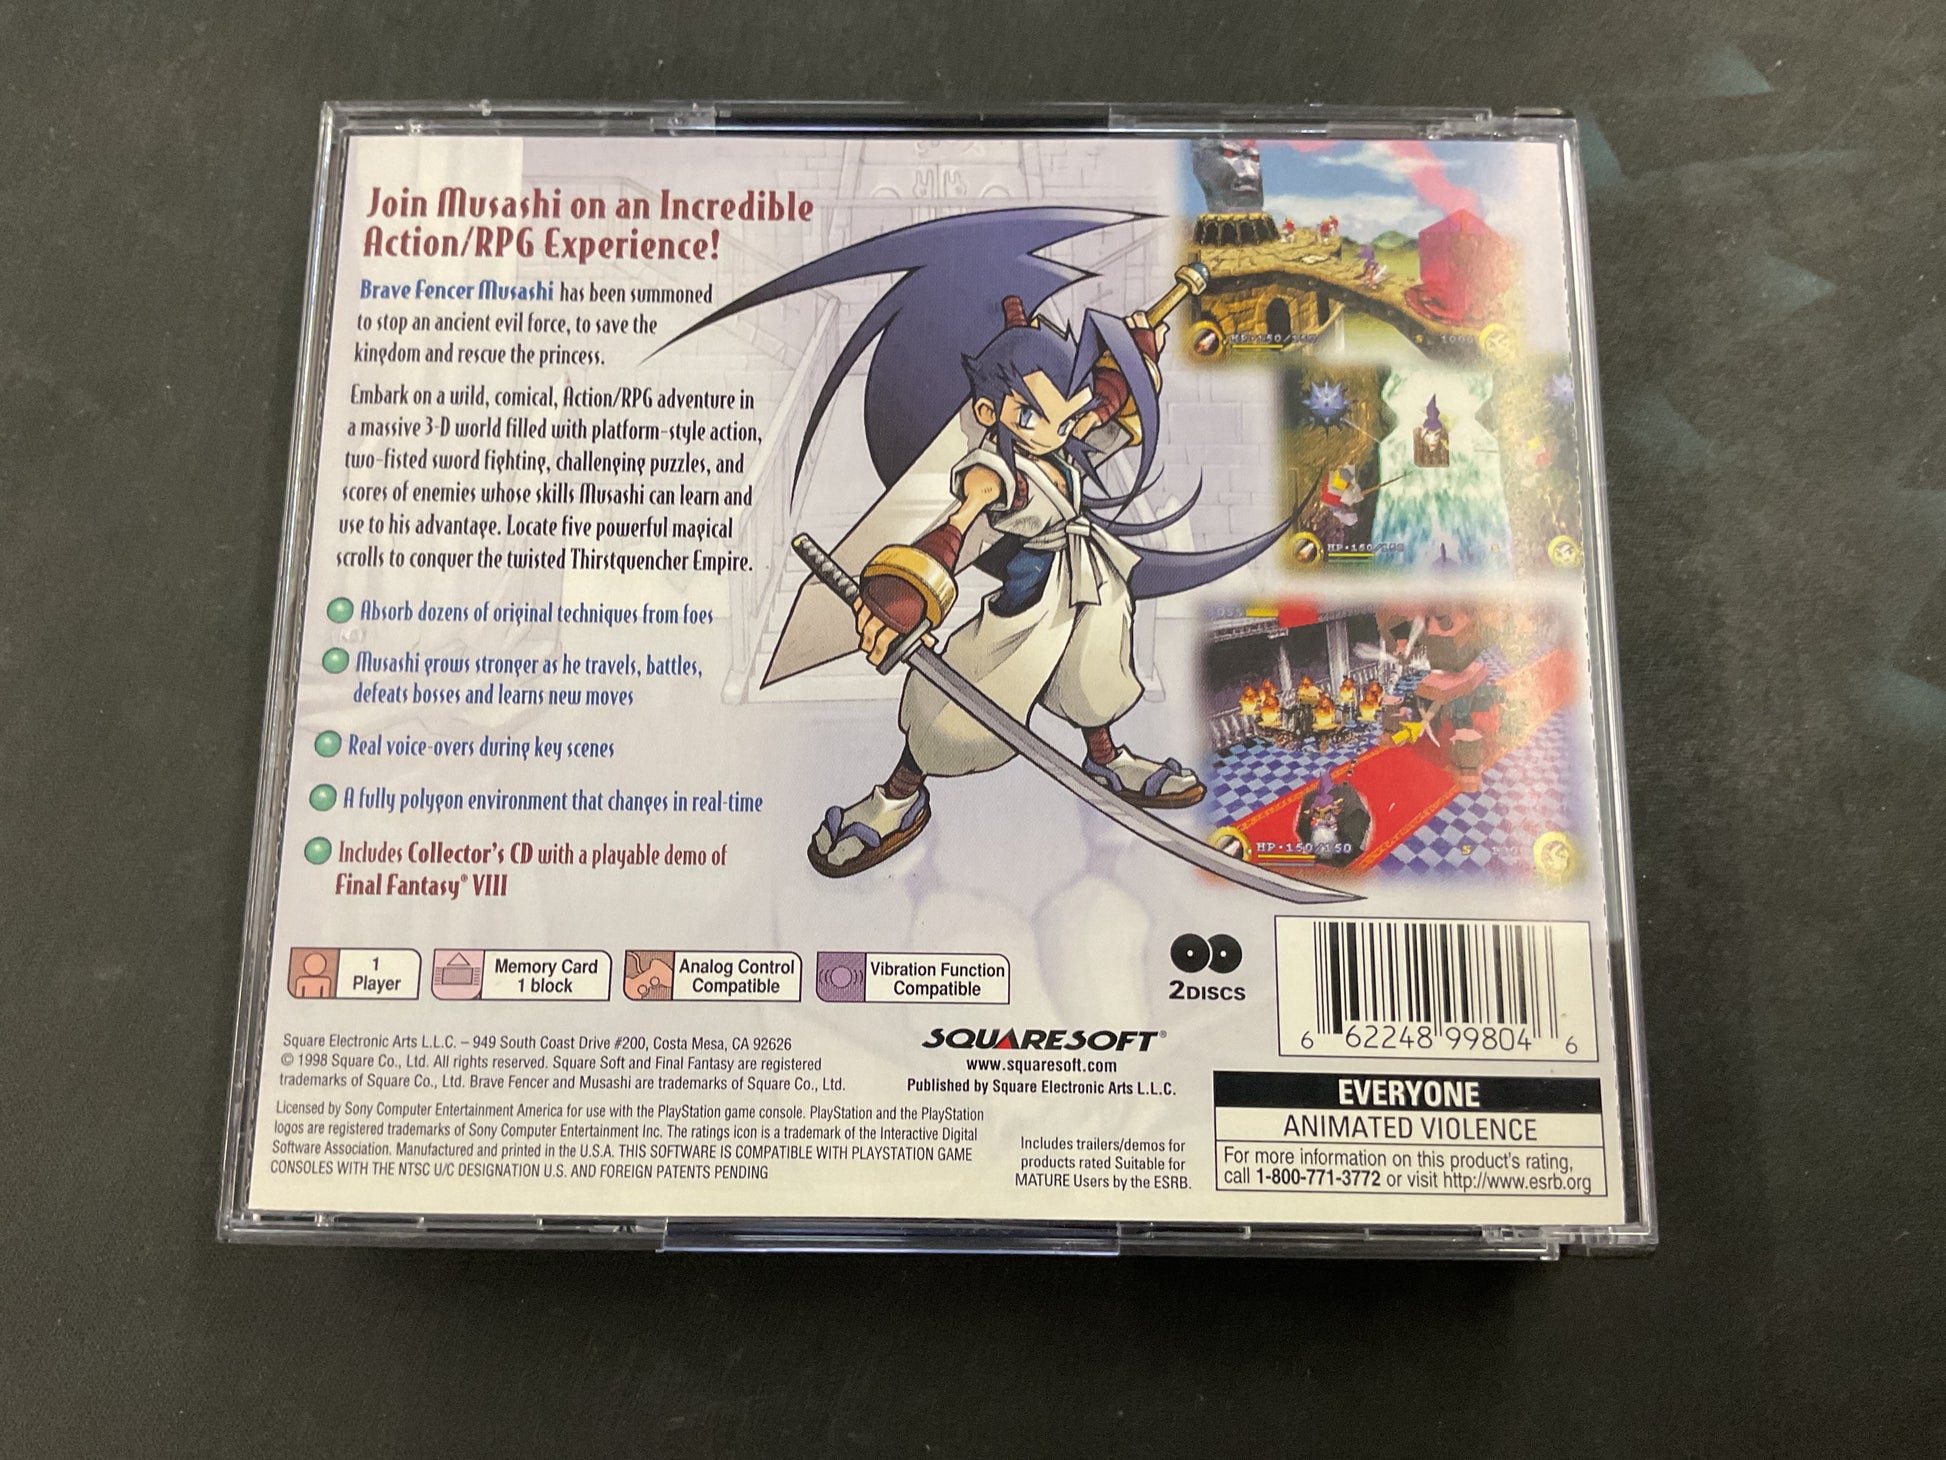 Join Musashi on an Incredible
Action/RPG Experience!
Brave Fencer Musashi has been summoned
to stop an ancient evil force, to save the
kingdom and rescue the princess.
Embark on a wild, comical, Action/RPG adventure in
a massive 3-D world filled with platform-style action,
two-fisted sword fighting, challenging puzzles, and
scores of enemies whose skills Musashi can learn and
use to his advantage. Locate five powerful magical
scrolls to conquer the twisted Thirstquencher Empire.
Absorb dozens of original techniques from foes
Musashi grows stronger as he travels, battles,
defeats bosses and learns new moves
Real voice-overs during key scenes
A fully polygon environment that changes in real-time
Includes Collector's CD with a playable demo of
Final Fantasy® VIII
HP·150/150
1
Player
Memory Card
1 block
Analog Control
Compatible
Vibration Function
Compatible
2 DISCS
6 62248 99804 6
Square Electronic Arts L.L.C. – 949 South Coast Drive #200, Costa Mesa, CA 92626
© 1998 Square Co., Ltd. All rights reserved. Square Soft and Final Fantasy are registered
trademarks of Square Co., Ltd. Brave Fencer and Musashi are trademarks of Square Co., Ltd.
SQUARESOFT®
www.squaresoft.com
Published by Square Electronic Arts L.L.C.
Licensed by Sony Computer Entertainment America for use with the PlayStation game console. PlayStation and the PlayStation
logos are registered trademarks of Sony Computer Entertainment Inc. The ratings icon is a trademark of the Interactive Digital
Software Association. Manufactured and printed in the U.S.A. THIS SOFTWARE IS COMPATIBLE WITH PLAYSTATION GAME
CONSOLES WITH THE NTSC U/C DESIGNATION U.S. AND FOREIGN PATENTS PENDING
Includes trailers/demos for
products rated Suitable for
MATURE Users by the ESRB.
EVERYONE
ANIMATED VIOLENCE
For more information on this product's rating,
call 1-800-771-3772 or visit http://www.esrb.org